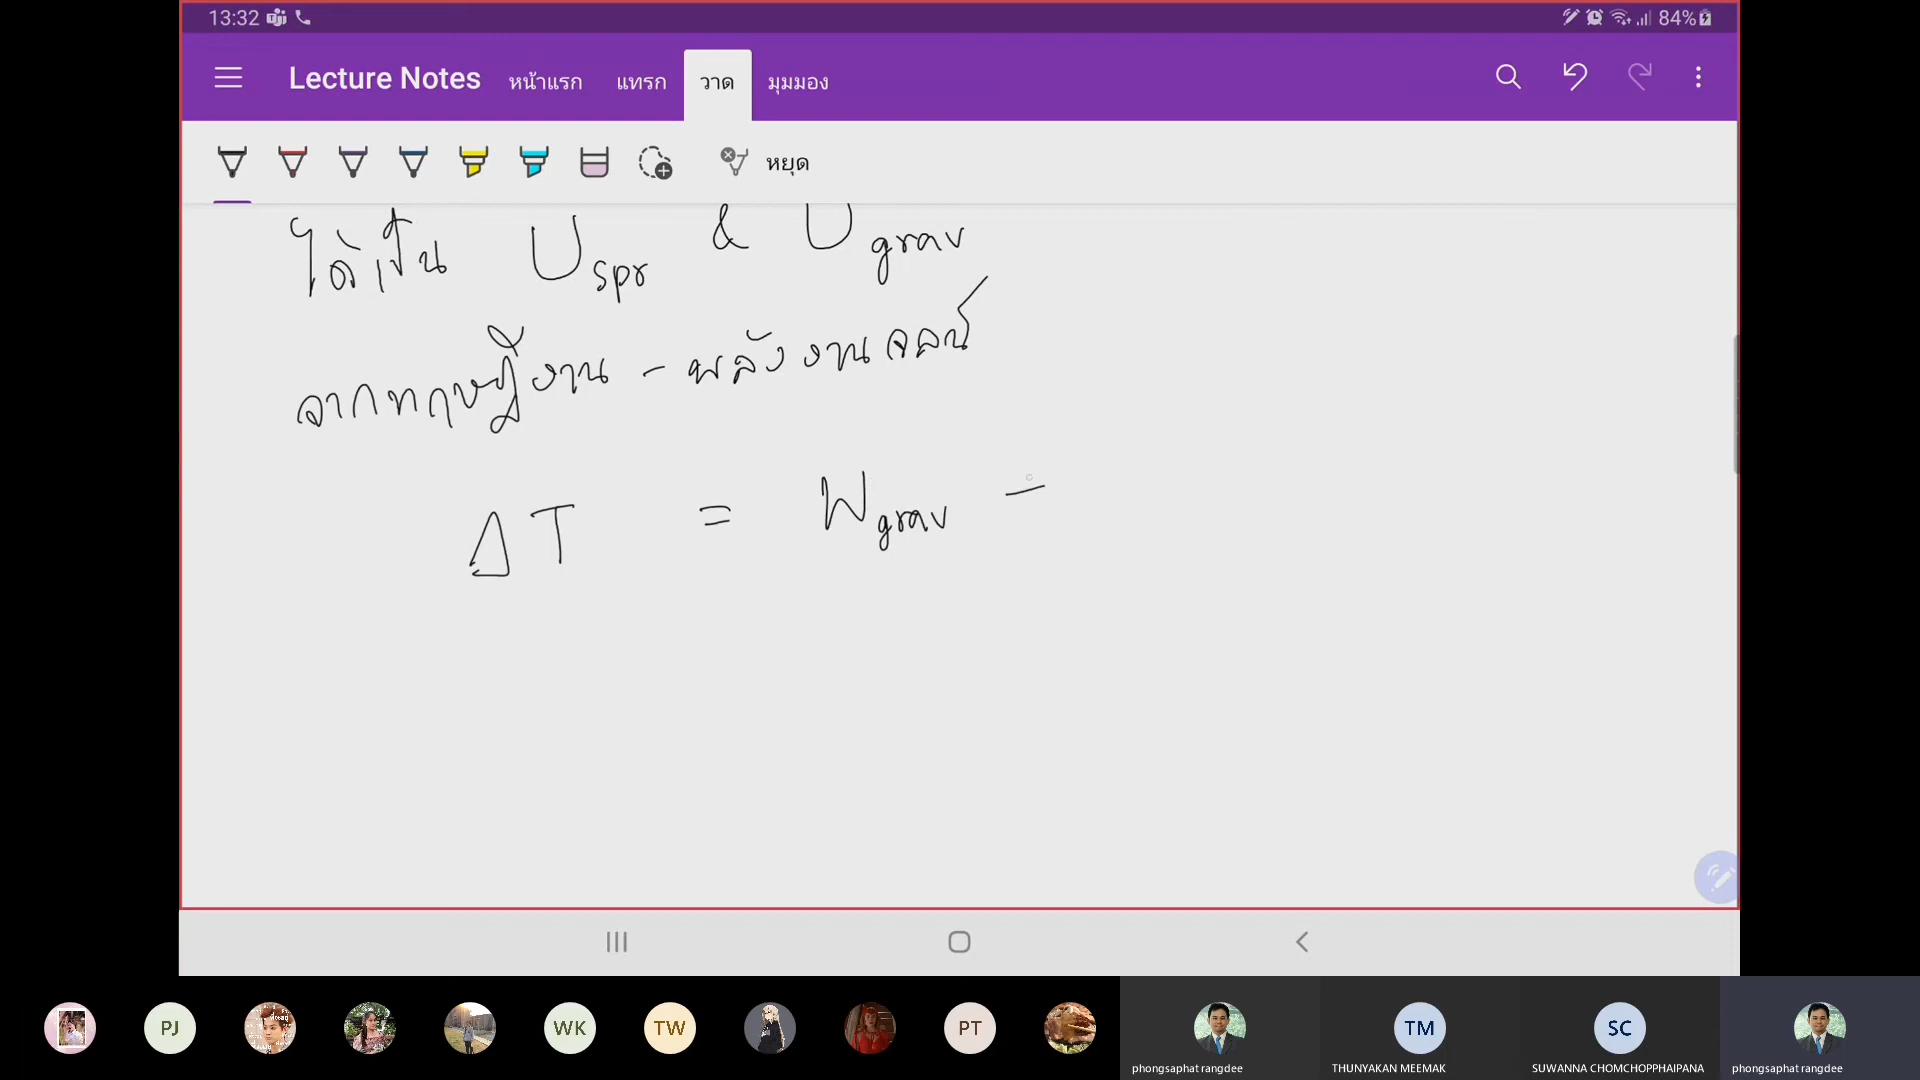 13:32 84%
Lecture Notes หน้าแรก แทรก วาด มุมมอง
หยุด
ได้เป็น U spr & U grav
จากทฤษฎีงาน - พลังงานจลน์
ΔT = W grav −
PJ WK TW PT TM SC
phongsaphat rangdee THUNYAKAN MEEMAK SUWANNA CHOMCHOPPHAIPANA phongsaphat rangdee